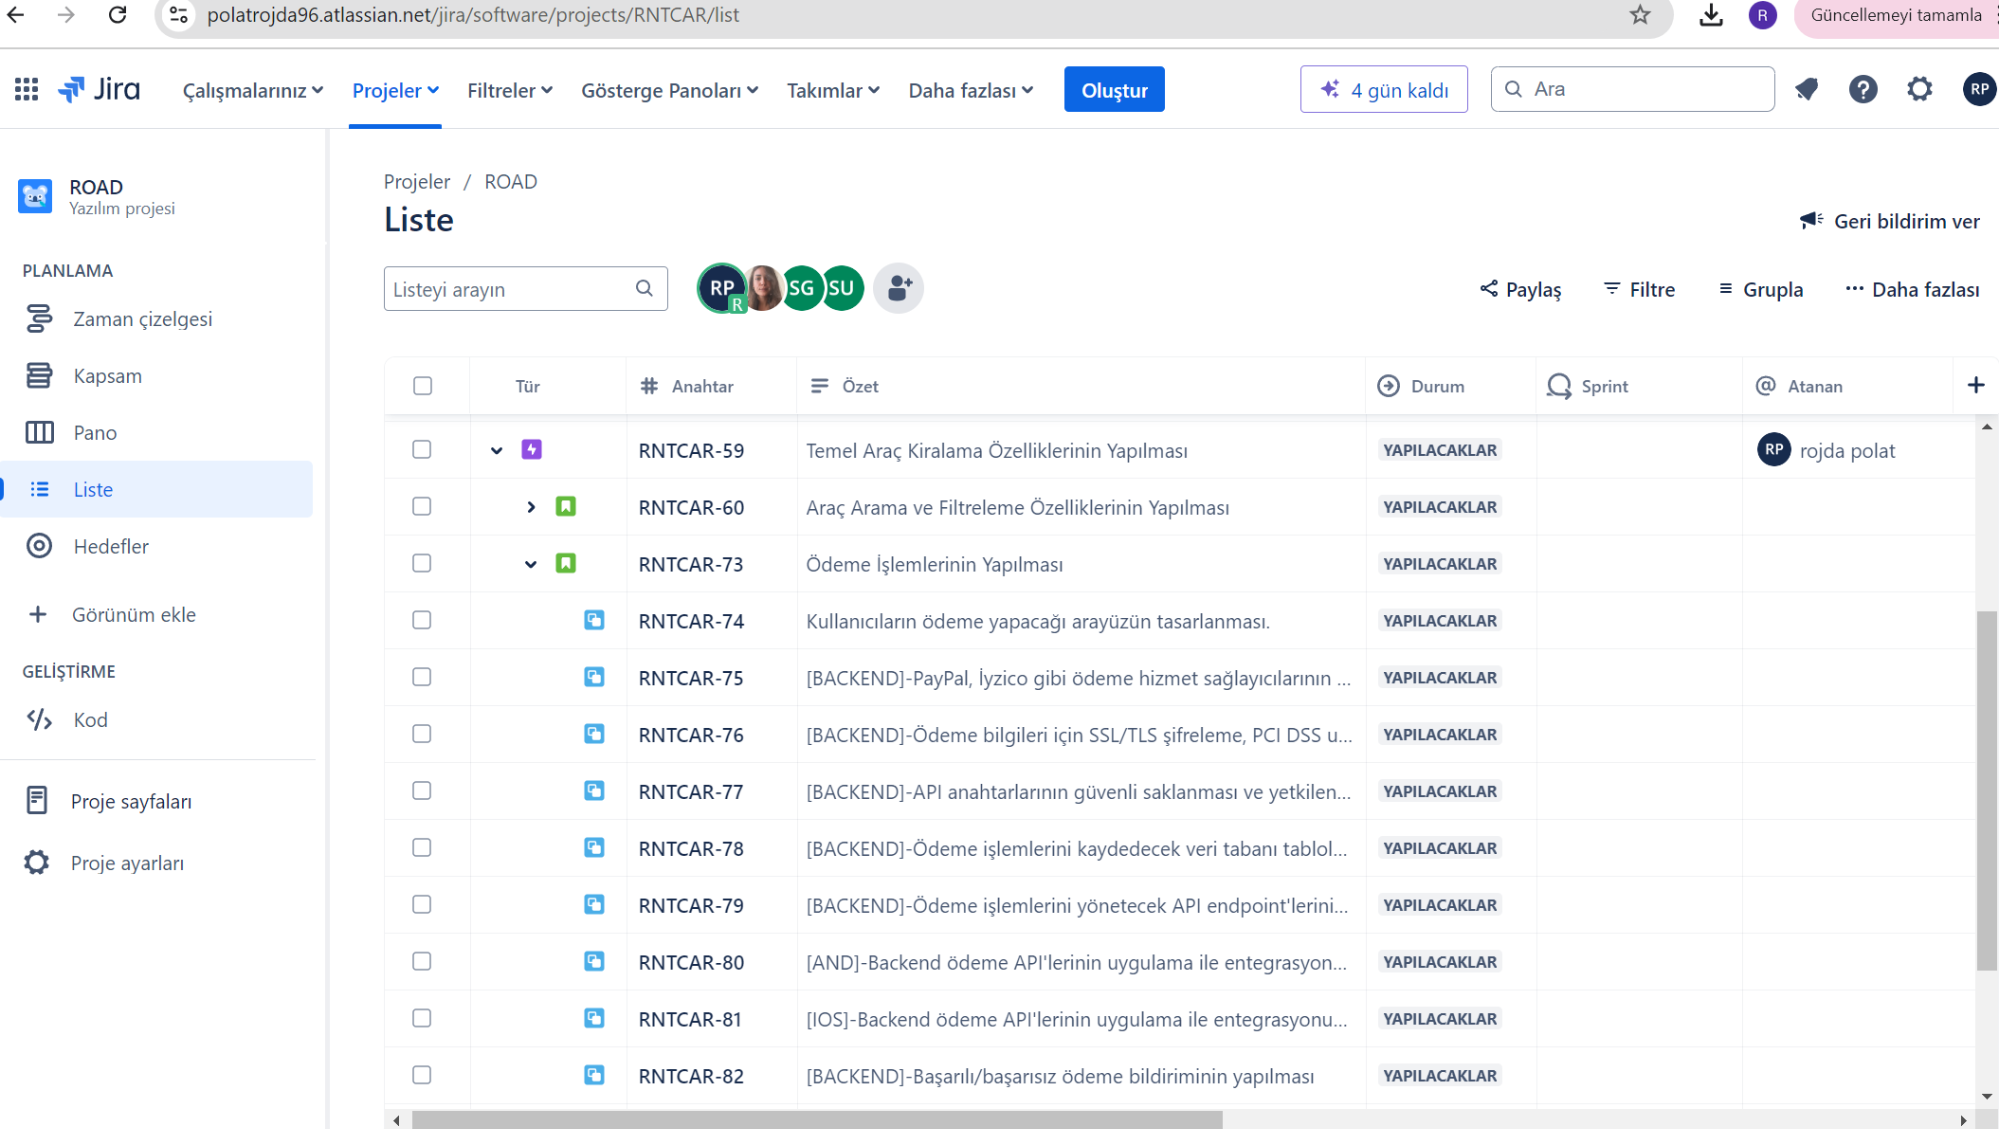 polatrojda96.atlassian.net/jira/software/projects/RNTCAR/list
R
Güncellemeyi tamamla
Jira
Çalışmalarınız
Projeler
Filtreler
Gösterge Panoları
Takımlar
Daha fazlası
Oluştur
4 gün kaldı
Ara
RP
ROAD
Yazılım projesi
PLANLAMA
Zaman çizelgesi
Kapsam
Pano
Liste
Hedefler
Görünüm ekle
GELİŞTİRME
Kod
Proje sayfaları
Proje ayarları
Projeler / ROAD
Liste
Geri bildirim ver
Listeyi arayın
RP R SG SU
Paylaş Filtre Grupla Daha fazlası
Tür # Anahtar Özet Durum Sprint @ Atanan +
RNTCAR-59 Temel Araç Kiralama Özelliklerinin Yapılması YAPILACAKLAR RP rojda polat
RNTCAR-60 Araç Arama ve Filtreleme Özelliklerinin Yapılması YAPILACAKLAR
RNTCAR-73 Ödeme İşlemlerinin Yapılması YAPILACAKLAR
RNTCAR-74 Kullanıcıların ödeme yapacağı arayüzün tasarlanması. YAPILACAKLAR
RNTCAR-75 [BACKEND]-PayPal, İyzico gibi ödeme hizmet sağlayıcılarının ... YAPILACAKLAR
RNTCAR-76 [BACKEND]-Ödeme bilgileri için SSL/TLS şifreleme, PCI DSS u... YAPILACAKLAR
RNTCAR-77 [BACKEND]-API anahtarlarının güvenli saklanması ve yetkilen... YAPILACAKLAR
RNTCAR-78 [BACKEND]-Ödeme işlemlerini kaydedecek veri tabanı tablol... YAPILACAKLAR
RNTCAR-79 [BACKEND]-Ödeme işlemlerini yönetecek API endpoint'lerini... YAPILACAKLAR
RNTCAR-80 [AND]-Backend ödeme API'lerinin uygulama ile entegrasyon... YAPILACAKLAR
RNTCAR-81 [IOS]-Backend ödeme API'lerinin uygulama ile entegrasyonu... YAPILACAKLAR
RNTCAR-82 [BACKEND]-Başarılı/başarısız ödeme bildiriminin yapılması YAPILACAKLAR